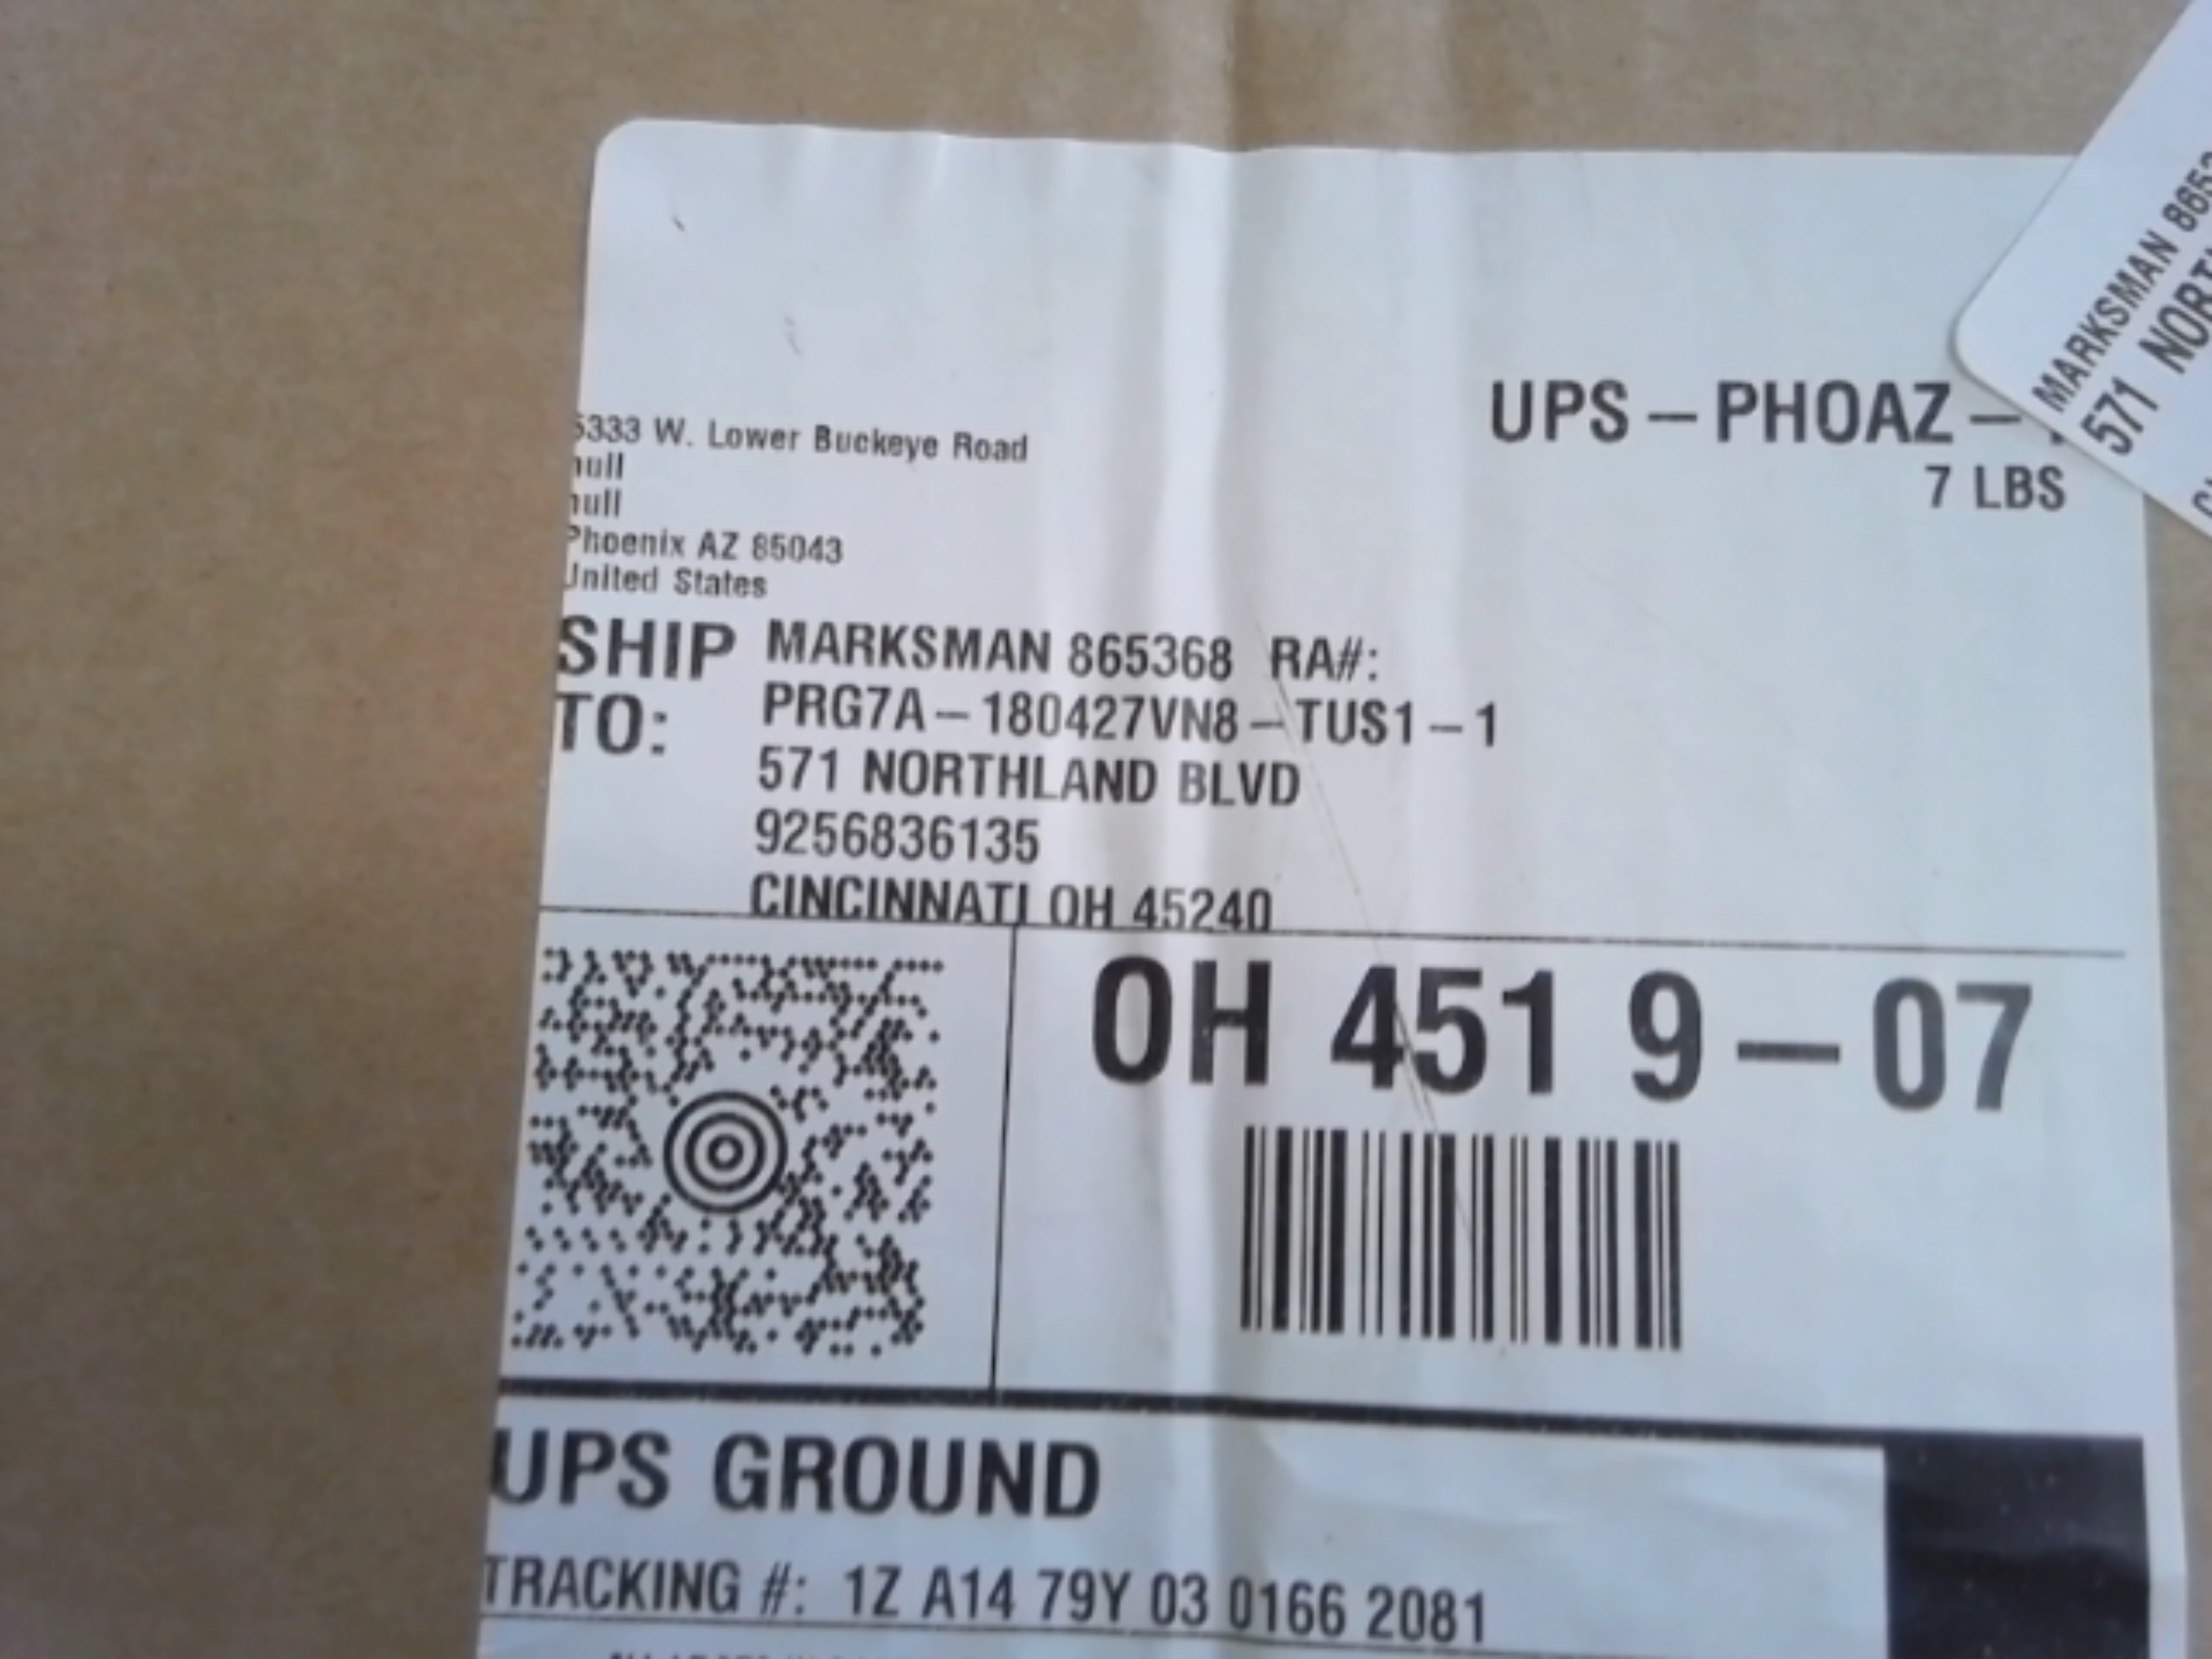 5333 W. Lower Buckeye Road
null
null
Phoenix AZ 85043
United States
UPS – PHOAZ –
7 LBS
SHIP TO:
MARKSMAN 865368 RA#:
PRG7A – 180427VN8 – TUS1 – 1
571 NORTHLAND BLVD
9256836135
CINCINNATI OH 45240
OH 451 9 – 07
UPS GROUND
TRACKING #: 1Z A14 79Y 03 0166 2081
MARKSMAN 8653
571 NORT